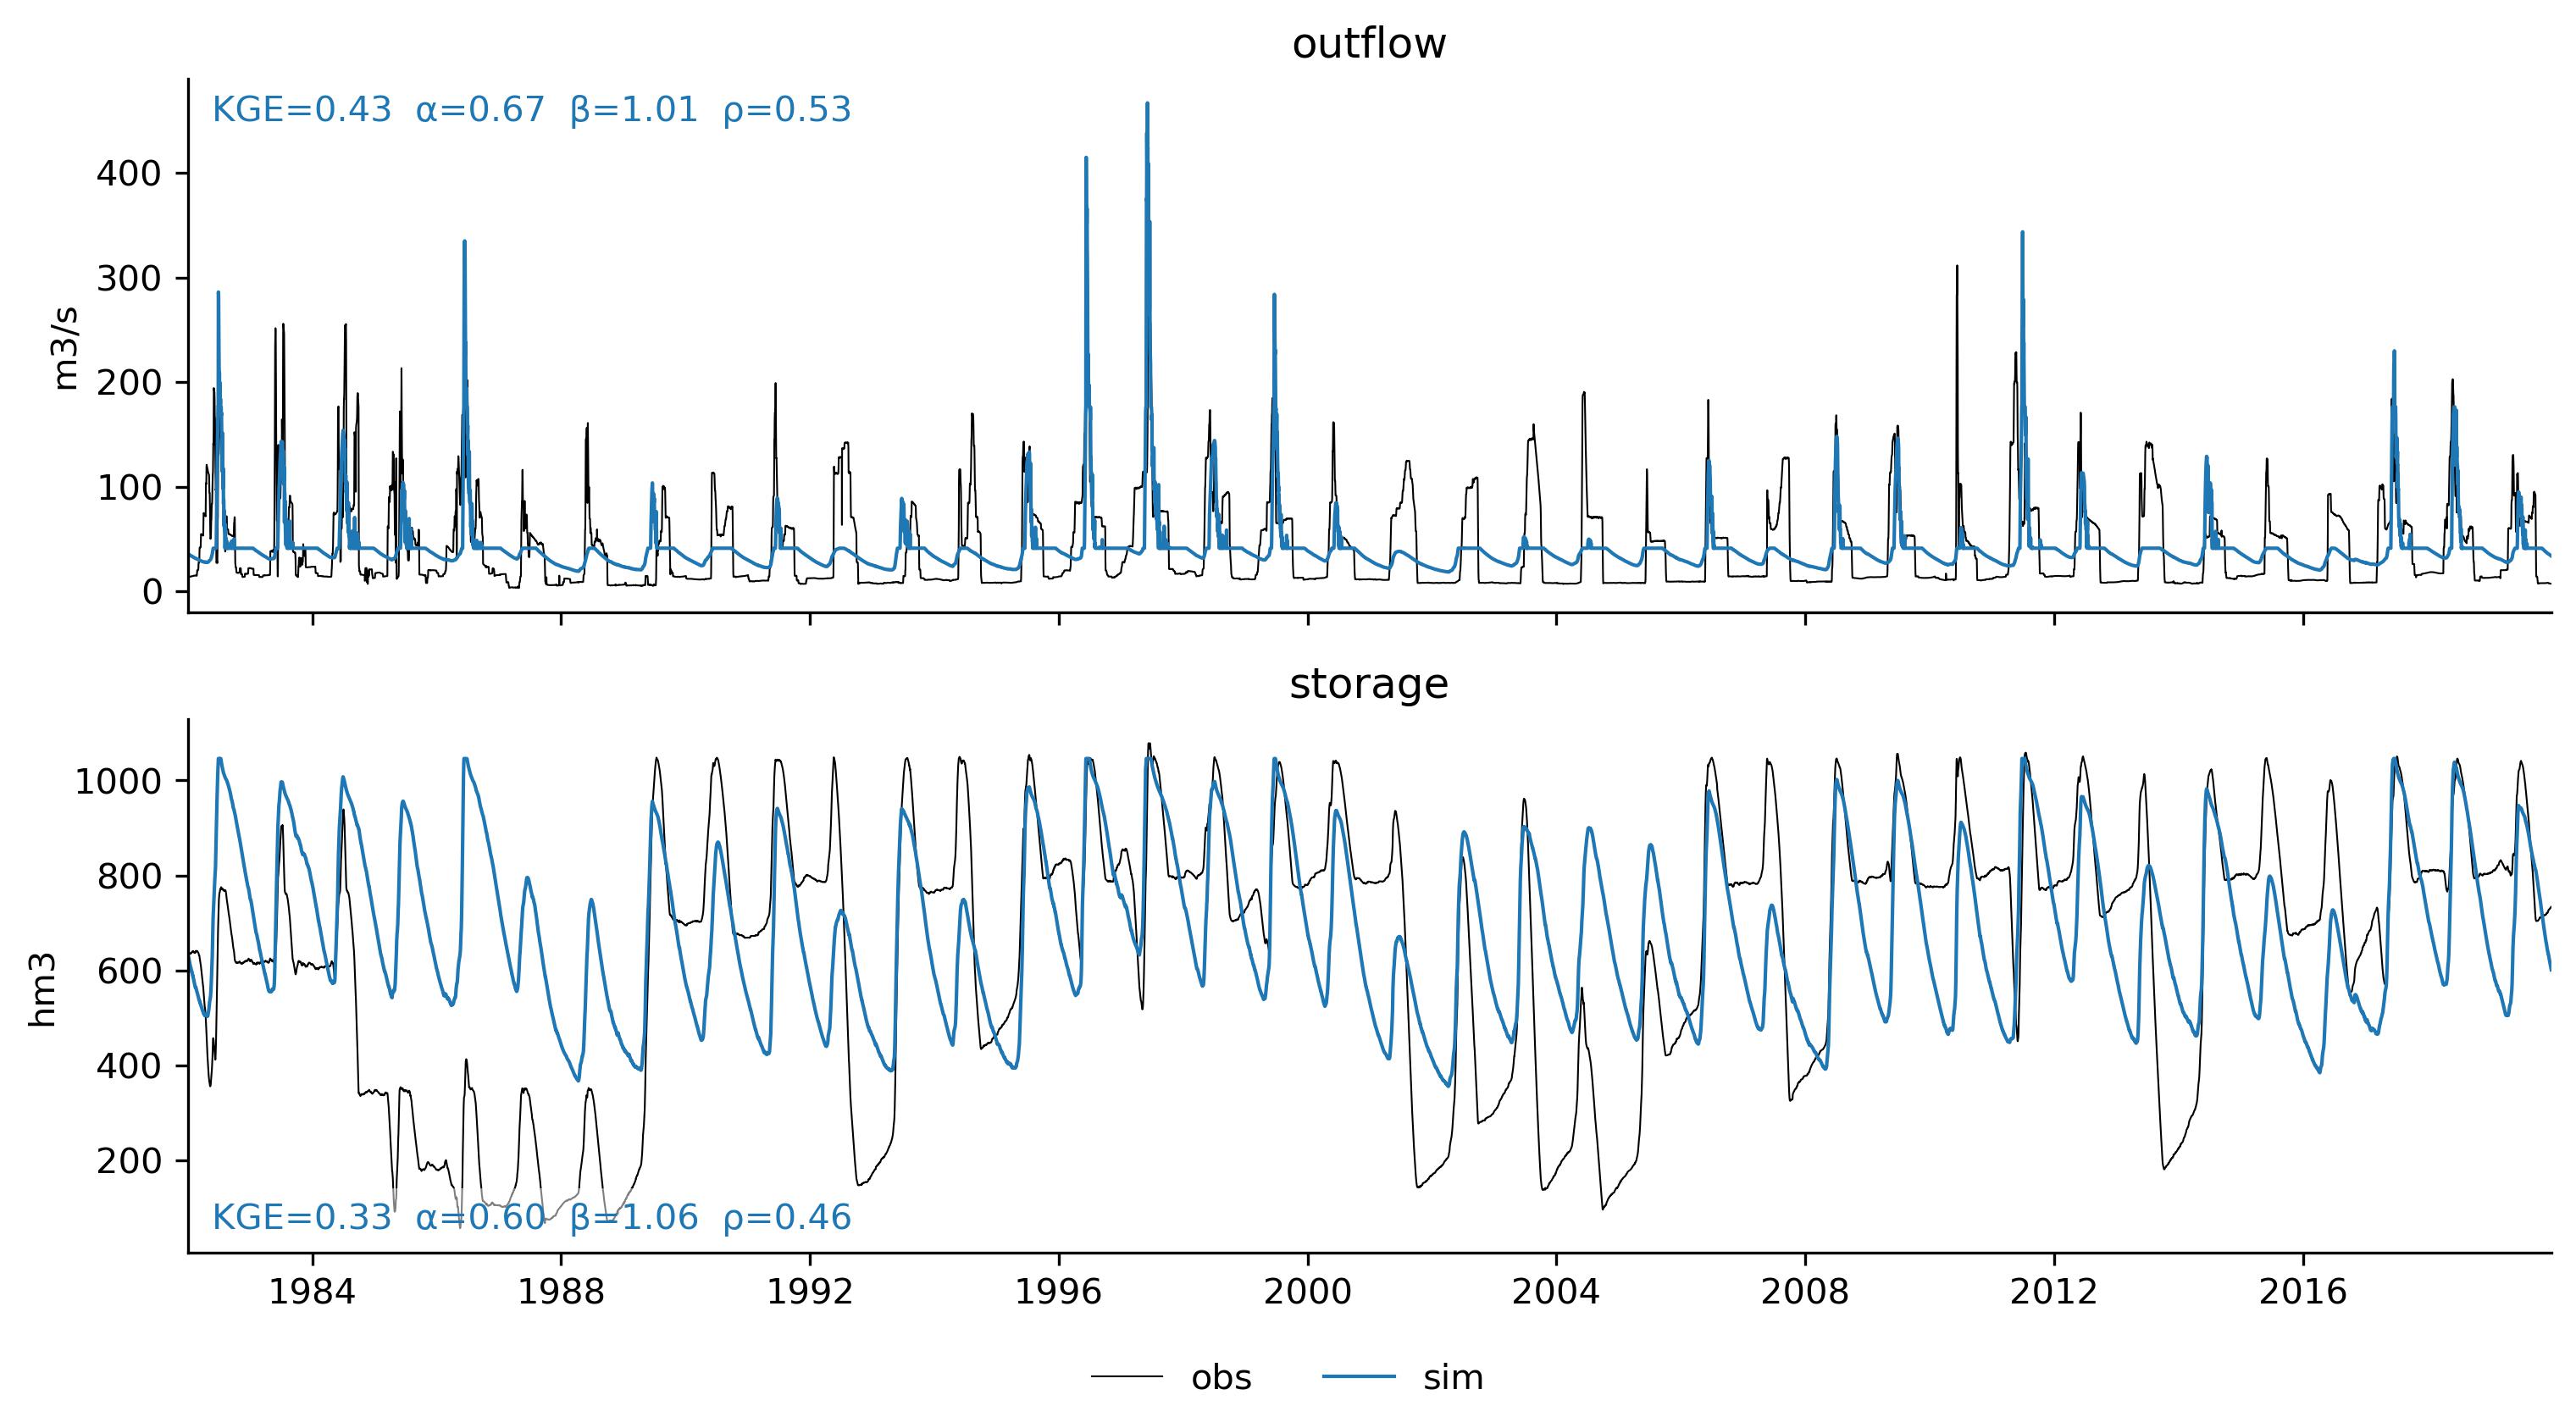 outflow
KGE=0.43 α=0.67 β=1.01 ρ=0.53
m3/s
400
300
200
100
0
storage
hm3
1000
800
600
400
200
KGE=0.33 α=0.60 β=1.06 ρ=0.46
1984 1988 1992 1996 2000 2004 2008 2012 2016
obs sim